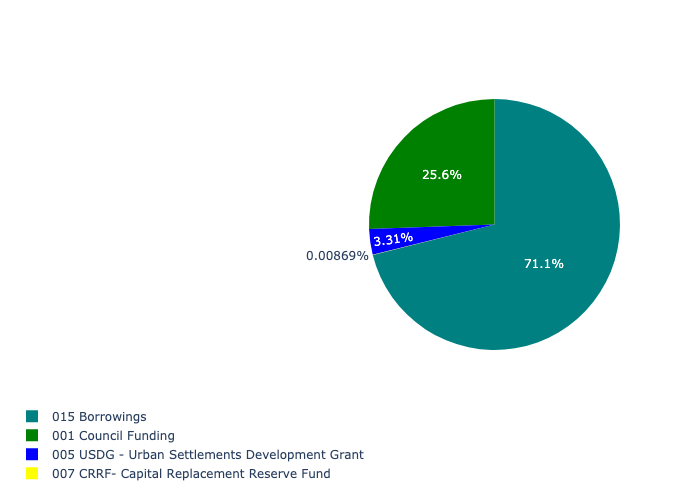 25.6%
3.31%
0.00869%
71.1%
015 Borrowings
001 Council Funding
005 USDG - Urban Settlements Development Grant
007 CRRF- Capital Replacement Reserve Fund